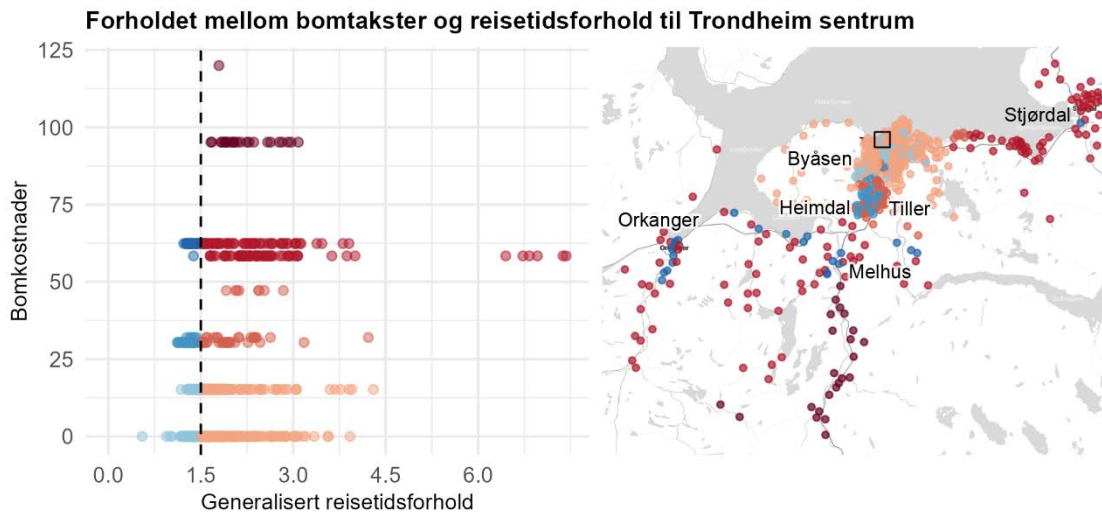 Forholdet mellom bomtakster og reisetidsforhold til Trondheim sentrum
Bomkostnader
125
100
75
50
25
0
0.0 1.5 3.0 4.5 6.0
Generalisert reisetidsforhold
Stjørdal
Byåsen
Heimdal
Tiller
Orkanger
Melhus